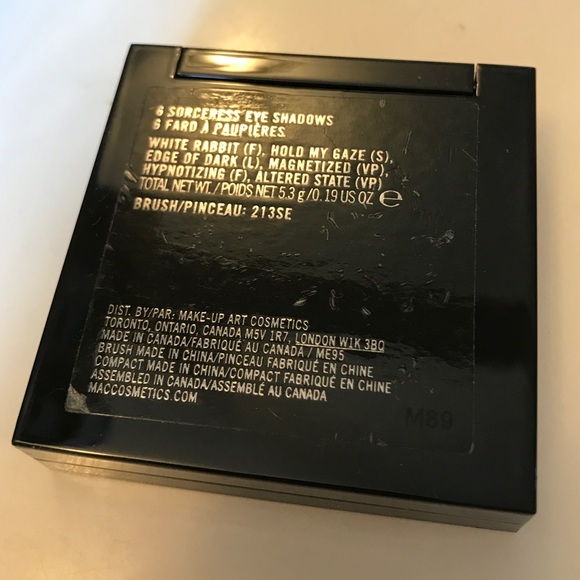 6 SORCERESS EYE SHADOWS
6 FARD À PAUPIÈRES
WHITE RABBIT (F), HOLD MY GAZE (S),
EDGE OF DARK (L), MAGNETIZED (VP),
HYPNOTIZING (F), ALTERED STATE (VP)
TOTAL NET WT./POIDS NET 5.3 g/0.19 US OZ ℮
BRUSH/PINCEAU: 213SE
DIST. BY/PAR: MAKE-UP ART COSMETICS
TORONTO, ONTARIO, CANADA M5V 1R7, LONDON W1K 3BQ
MADE IN CANADA/FABRIQUÉ AU CANADA / ME95
BRUSH MADE IN CHINA/PINCEAU FABRIQUÉ EN CHINE
COMPACT MADE IN CHINA/COMPACT FABRIQUÉ EN CHINE
ASSEMBLED IN CANADA/ASSEMBLÉ AU CANADA
MACCOSMETICS.COM
M89